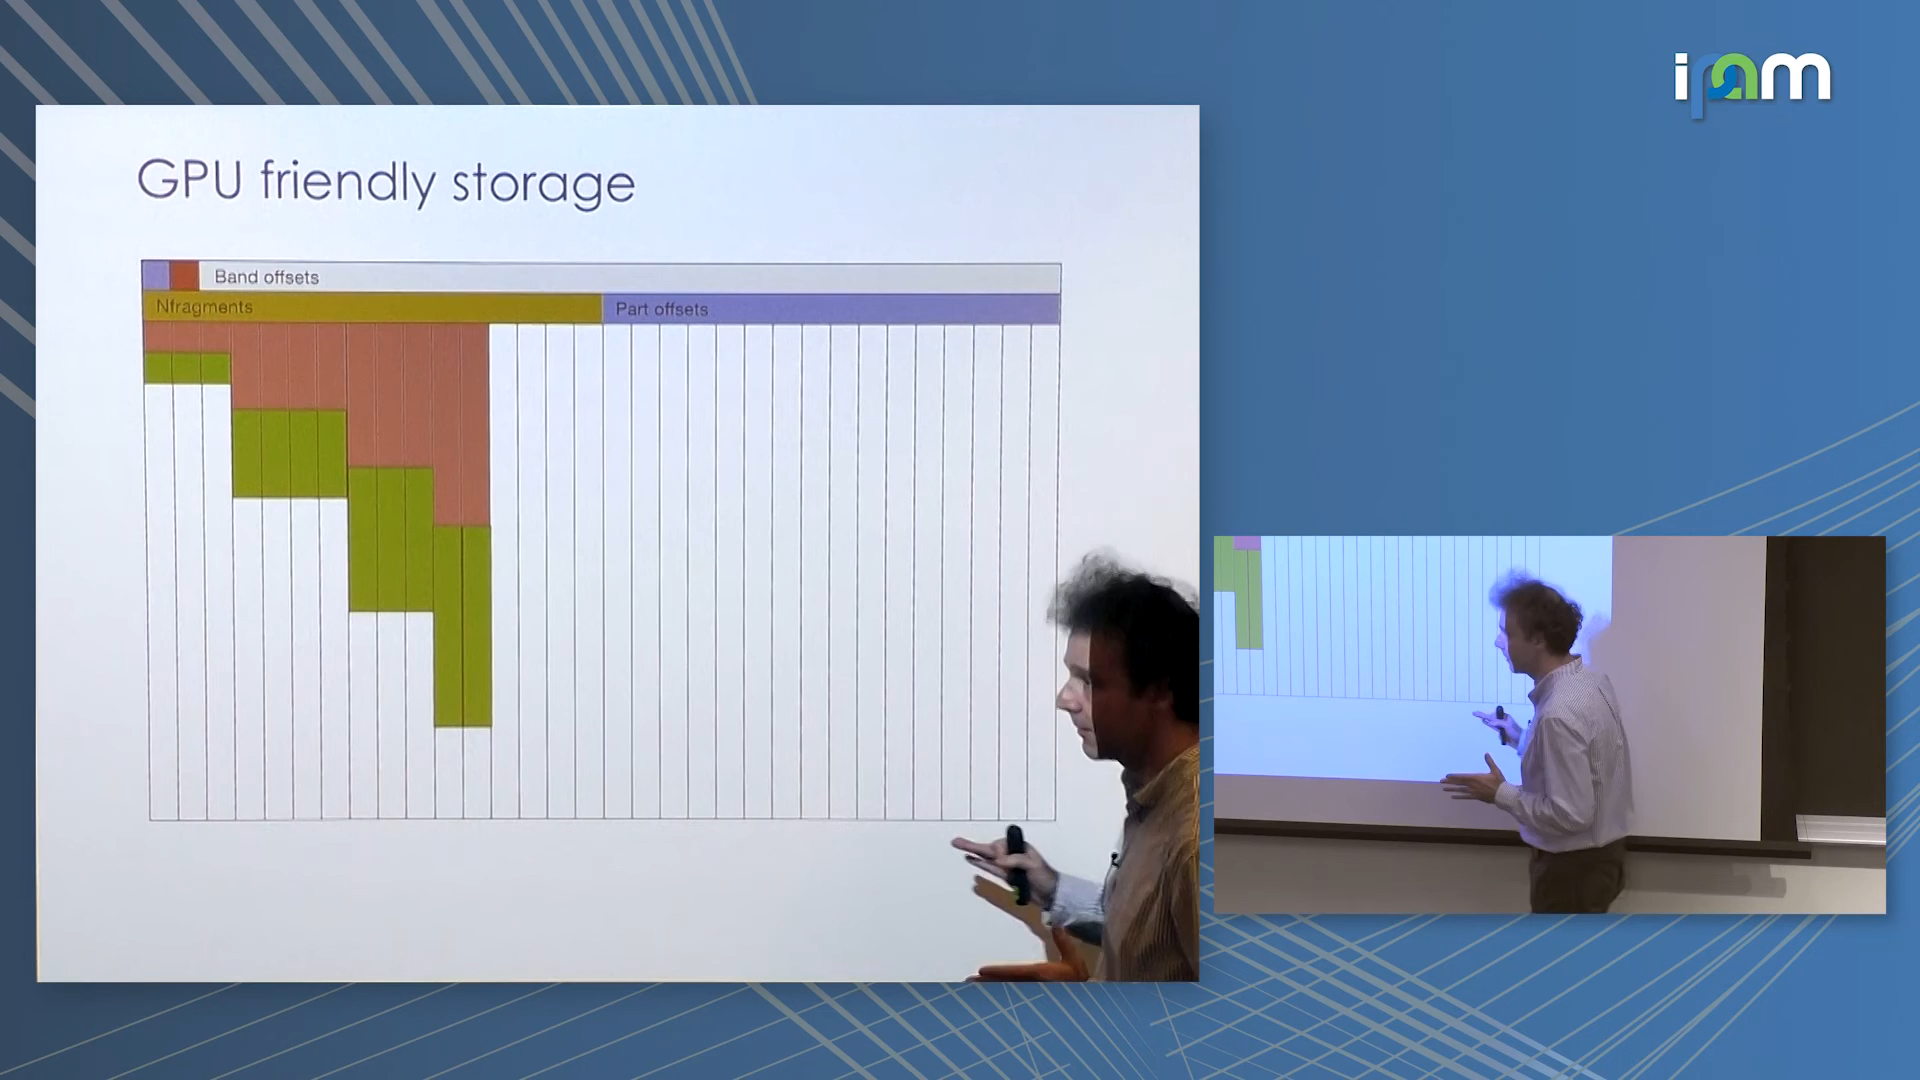 ipam
GPU friendly storage
Band offsets
Nfragments
Part offsets